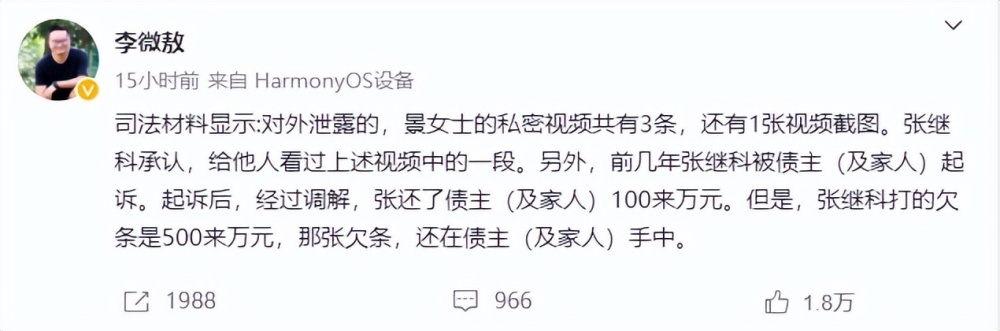 李微敖
15小时前 来自 HarmonyOS设备
司法材料显示:对外泄露的，景女士的私密视频共有3条，还有1张视频截图。张继
科承认，给他人看过上述视频中的一段。另外，前几年张继科被债主（及家人）起
诉。起诉后，经过调解，张还了债主（及家人）100来万元。但是，张继科打的欠
条是500来万元，那张欠条，还在债主（及家人）手中。
1988 966 1.8万